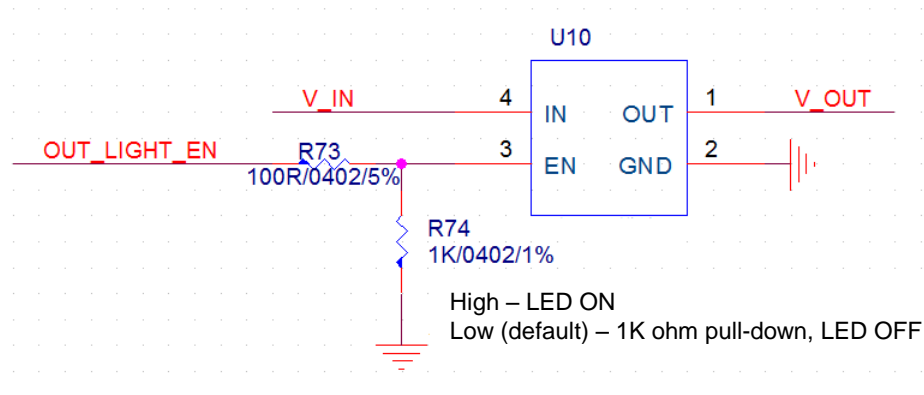 U10
V_IN
4
IN
OUT
1
V_OUT
OUT_LIGHT_EN
R73
100R/0402/5%
3
EN
GND
2
R74
1K/0402/1%
High – LED ON
Low (default) – 1K ohm pull-down, LED OFF